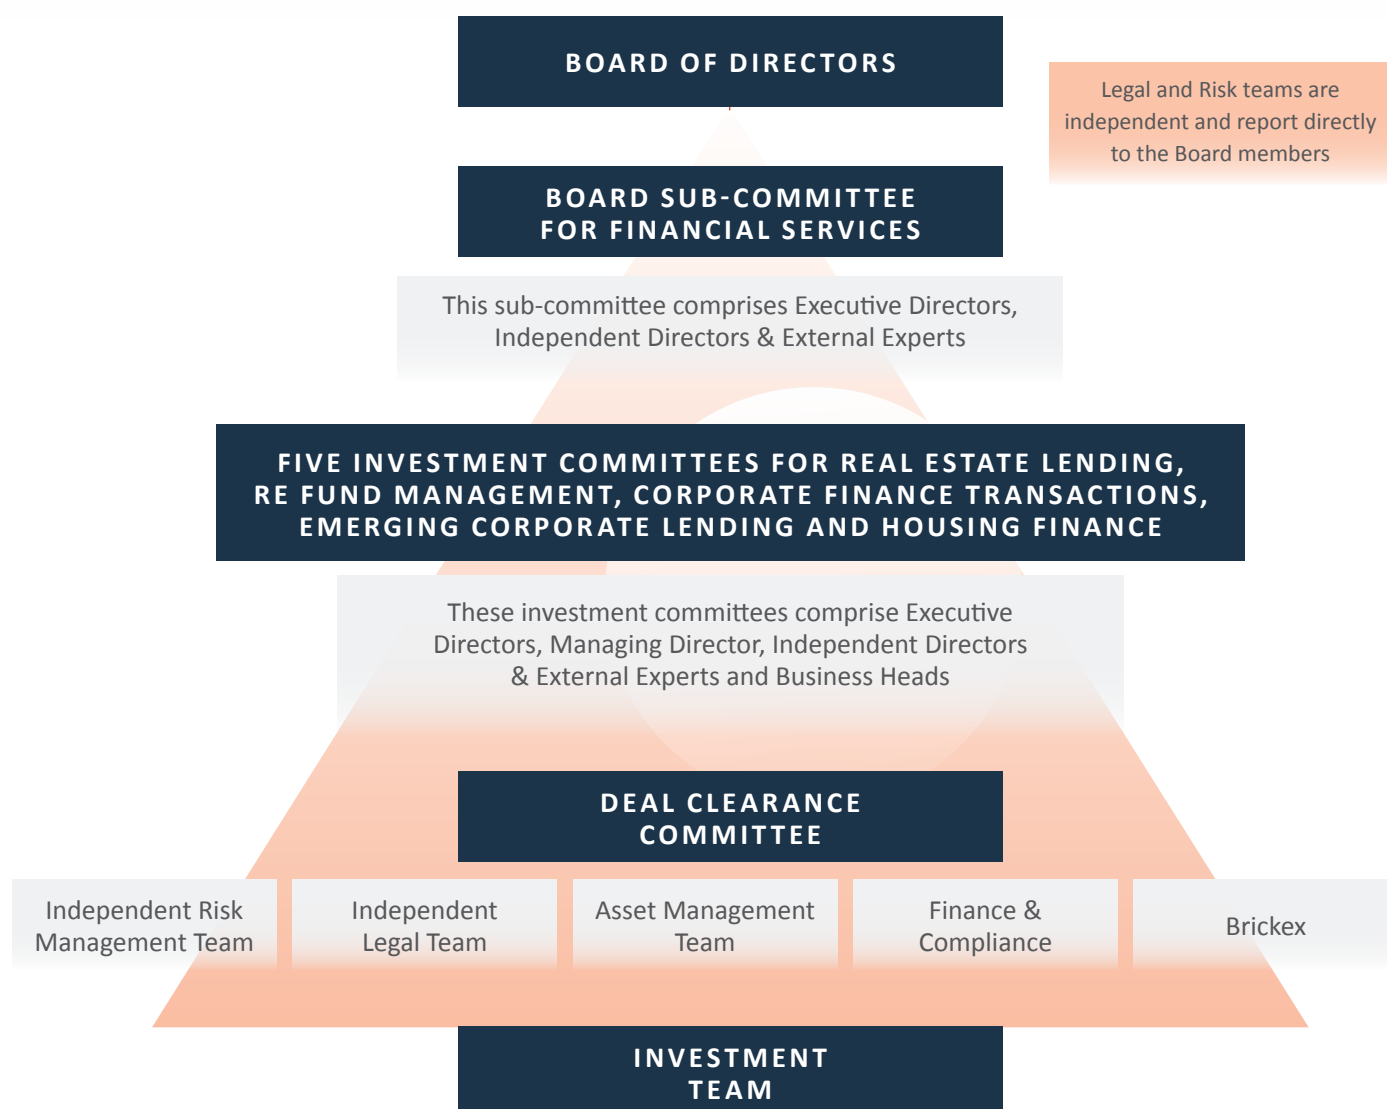 BOARD OF DIRECTORS
Legal and Risk teams are
independent and report directly
to the Board members
BOARD SUB-COMMITTEE
FOR FINANCIAL SERVICES
This sub-committee comprises Executive Directors,
Independent Directors & External Experts
FIVE INVESTMENT COMMITTEES FOR REAL ESTATE LENDING,
RE FUND MANAGEMENT, CORPORATE FINANCE TRANSACTIONS,
EMERGING CORPORATE LENDING AND HOUSING FINANCE
These investment committees comprise Executive
Directors, Managing Director, Independent Directors
& External Experts and Business Heads
DEAL CLEARANCE
COMMITTEE
Independent Risk
Management Team
Independent
Legal Team
Asset Management
Team
Finance &
Compliance
Brickex
INVESTMENT
TEAM